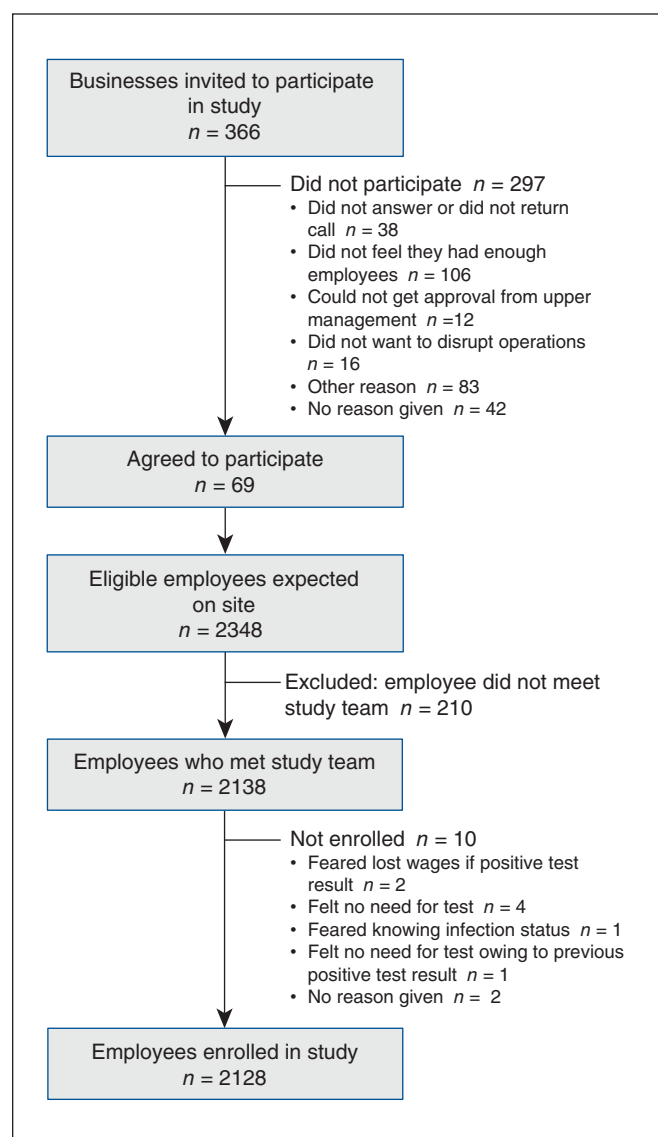 Businesses invited to participate
in study
n = 366
Did not participate n = 297
• Did not answer or did not return
call n = 38
• Did not feel they had enough
employees n = 106
• Could not get approval from upper
management n =12
• Did not want to disrupt operations
n = 16
• Other reason n = 83
• No reason given n = 42
Agreed to participate
n = 69
Eligible employees expected
on site
n = 2348
Excluded: employee did not meet
study team n = 210
Employees who met study team
n = 2138
Not enrolled n = 10
• Feared lost wages if positive test
result n = 2
• Felt no need for test n = 4
• Feared knowing infection status n = 1
• Felt no need for test owing to previous
positive test result n = 1
• No reason given n = 2
Employees enrolled in study
n = 2128